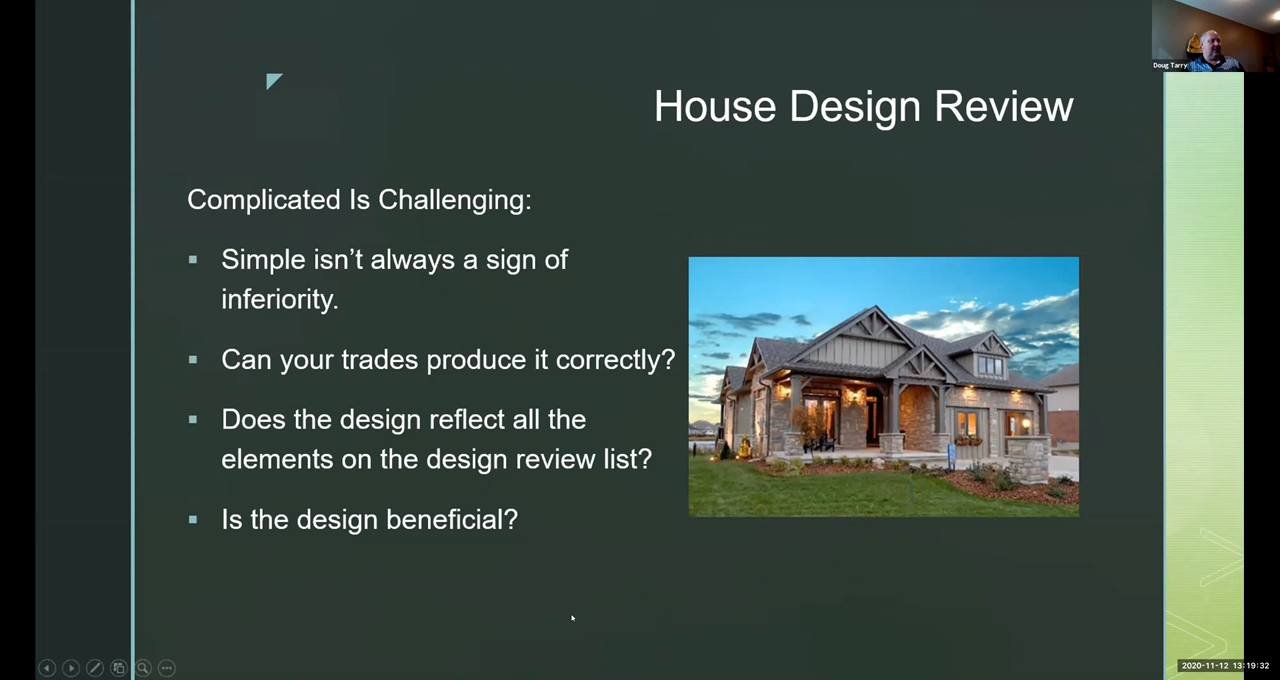 Doug Tarry
House Design Review
Complicated Is Challenging:
Simple isn’t always a sign of
inferiority.
Can your trades produce it correctly?
Does the design reflect all the
elements on the design review list?
Is the design beneficial?
2020-11-12 13:19:32